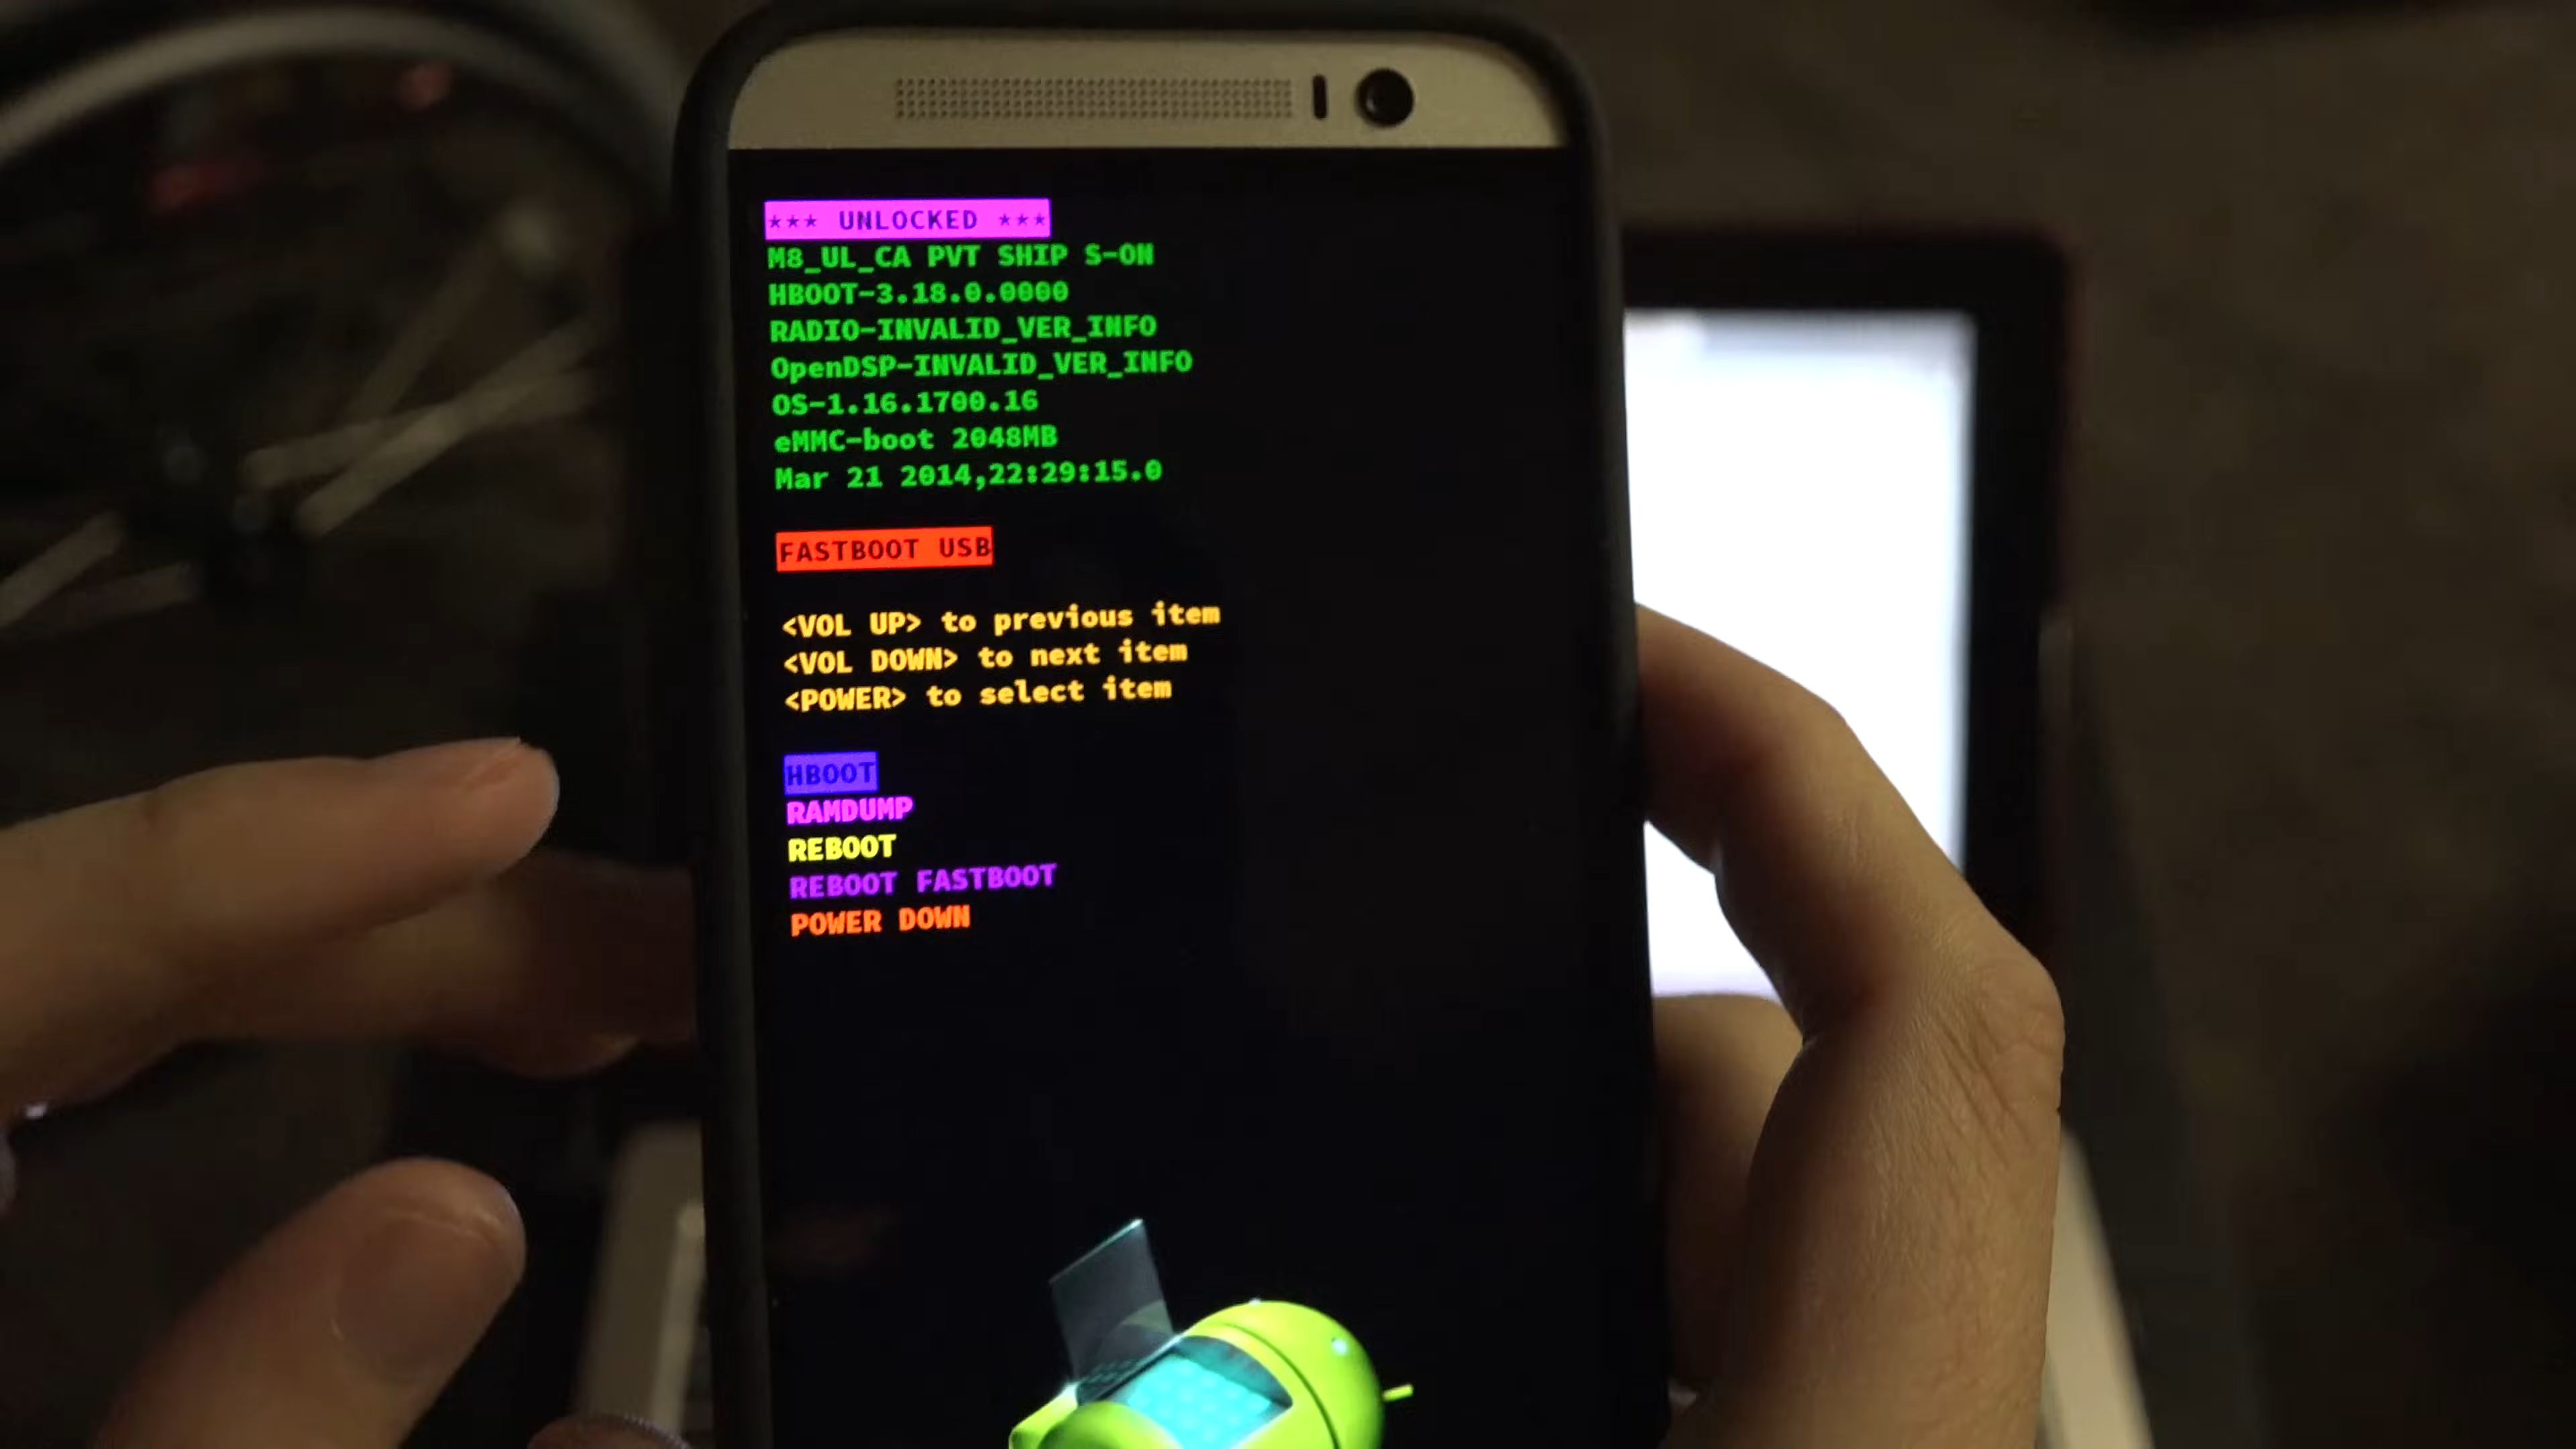 *** UNLOCKED ***
M8_UL_CA PVT SHIP S-ON
HBOOT-3.18.0.0000
RADIO-INVALID_VER_INFO
OpenDSP-INVALID_VER_INFO
OS-1.16.1700.16
eMMC-boot 2048MB
Mar 21 2014,22:29:15.0
FASTBOOT USB
<VOL UP> to previous item
<VOL DOWN> to next item
<POWER> to select item
HBOOT
RAMDUMP
REBOOT
REBOOT FASTBOOT
POWER DOWN